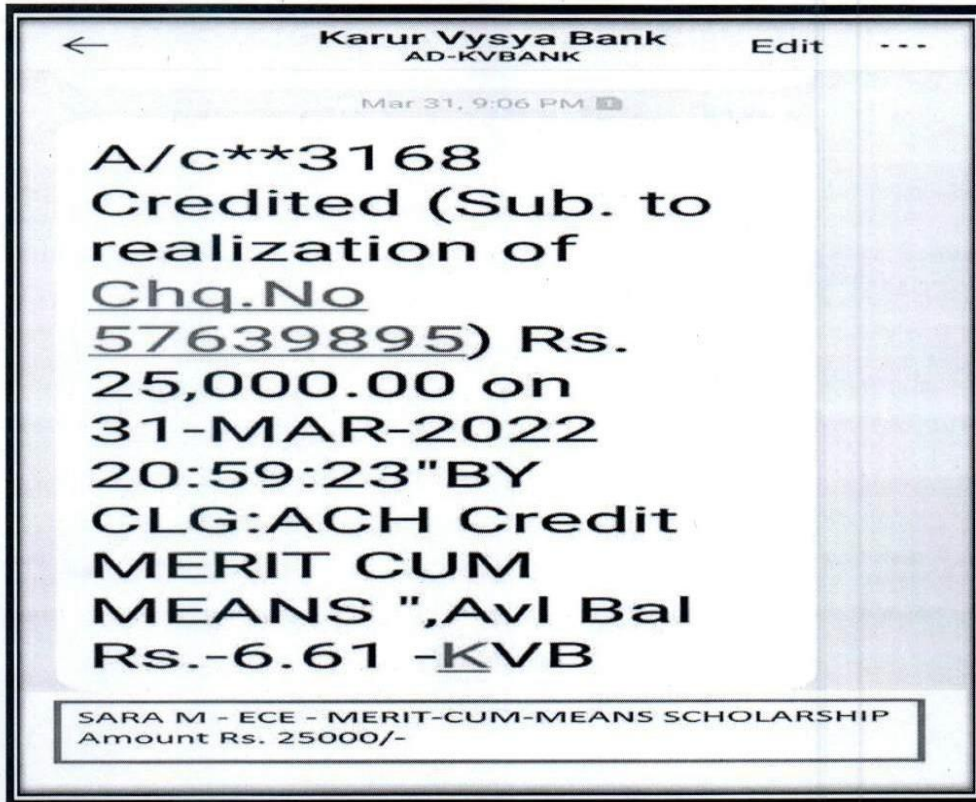 ← Karur Vysya Bank Edit ...
AD-KVBANK
Mar 31, 9:06 PM 1
A/c**3168
Credited (Sub. to
realization of
Chq.No
57639895) Rs.
25,000.00 on
31-MAR-2022
20:59:23"BY
CLG:ACH Credit
MERIT CUM
MEANS ",Avl Bal
Rs.-6.61 -KVB
SARA M - ECE - MERIT-CUM-MEANS SCHOLARSHIP
Amount Rs. 25000/-